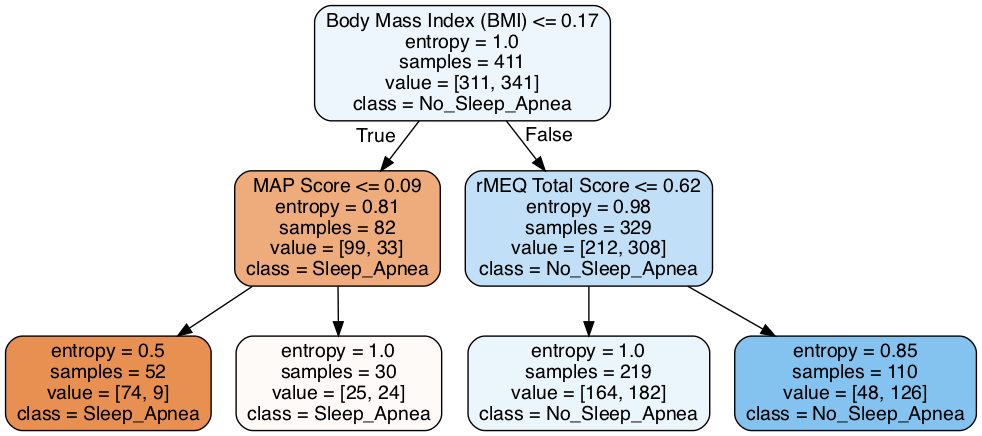 Body Mass Index (BMI) <= 0.17
entropy = 1.0
samples = 411
value = [311, 341]
class = No_Sleep_Apnea
True
False
MAP Score <= 0.09
entropy = 0.81
samples = 82
value = [99, 33]
class = Sleep_Apnea
rMEQ Total Score <= 0.62
entropy = 0.98
samples = 329
value = [212, 308]
class = No_Sleep_Apnea
entropy = 0.5
samples = 52
value = [74, 9]
class = Sleep_Apnea
entropy = 1.0
samples = 30
value = [25, 24]
class = Sleep_Apnea
entropy = 1.0
samples = 219
value = [164, 182]
class = No_Sleep_Apnea
entropy = 0.85
samples = 110
value = [48, 126]
class = No_Sleep_Apnea